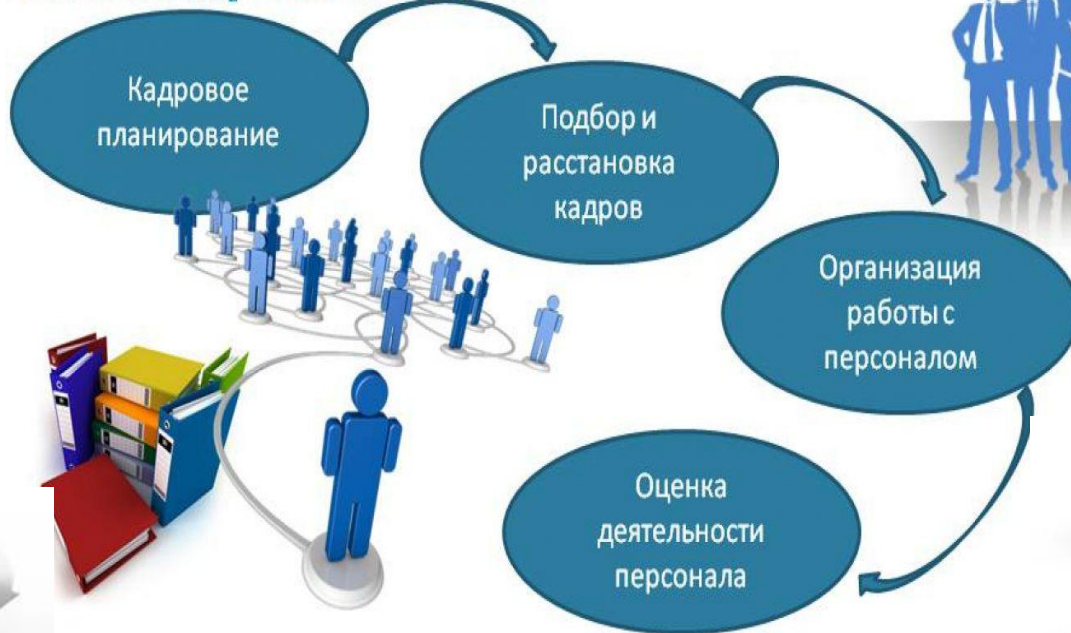 Кадровое
планирование
Подбор и
расстановка
кадров
Организация
работы с
персоналом
Оценка
деятельности
персонала